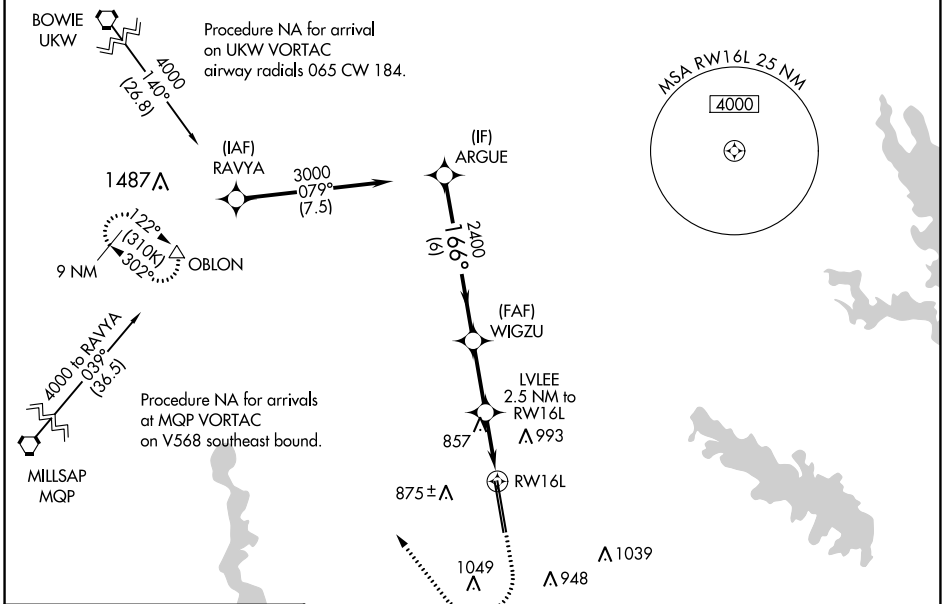 BOWIE
UKW
4000
140°
(26.8)
Procedure NA for arrival
on UKW VORTAC
airway radials 065 CW 184.
MSA RW16L 25 NM
4000
(IAF)
RAVYA
3000
079°
(7.5)
(IF)
ARGUE
1487
122°
(310K)
302°
9 NM
OBLON
2400
166°
(6)
(FAF)
WIGZU
4000 to RAVYA
039°
(36.5)
MILLSAP
MQP
Procedure NA for arrivals
at MQP VORTAC
on V568 southeast bound.
LVLEE
2.5 NM to
RW16L
857
993
875±
RW16L
1049
948
1039